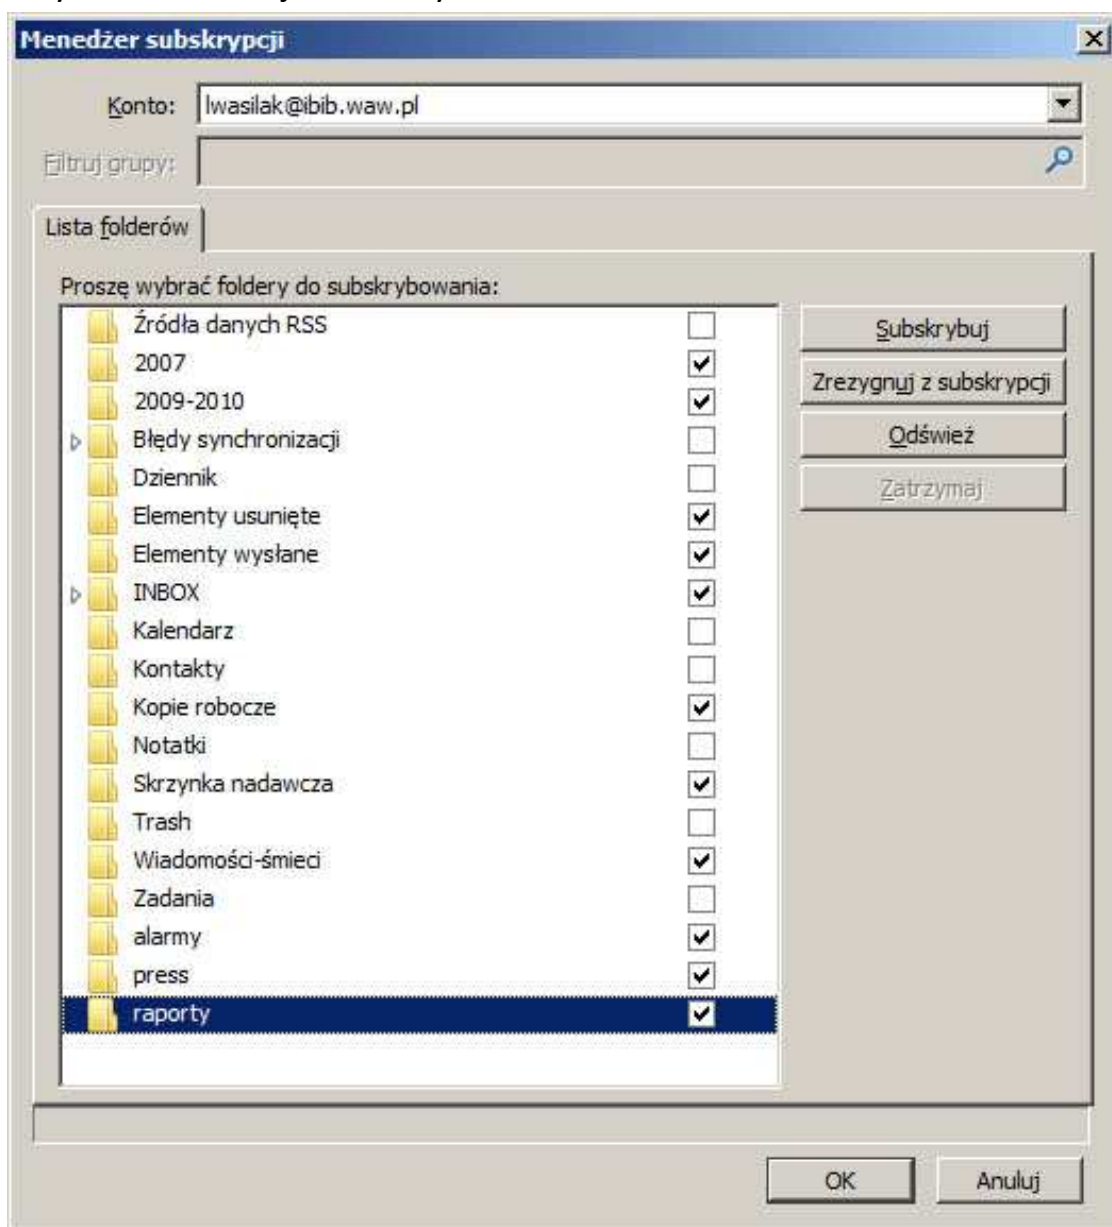 Menedżer subskrypcji
Konto: lwasilak@ibib.waw.pl
Filtruj grupy:
Lista folderów
Proszę wybrać foldery do subskrybowania:
Źródła danych RSS
2007
2009-2010
Błędy synchronizacji
Dziennik
Elementy usunięte
Elementy wysłane
INBOX
Kalendarz
Kontakty
Kopie robocze
Notatki
Skrzynka nadawcza
Trash
Wiadomości-śmieci
Zadania
alarmy
press
raporty
Subskrybuj
Zrezygnuj z subskrypcji
Odśwież
Zatrzymaj
OK Anuluj